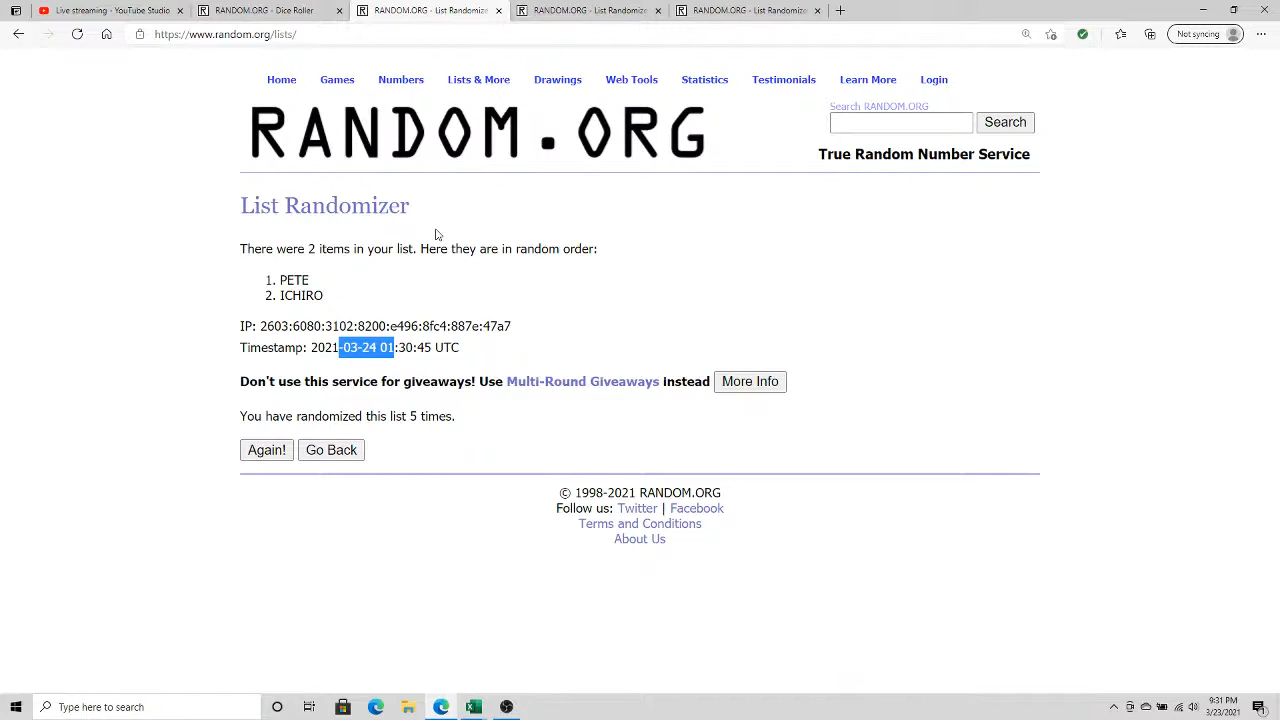 Live streaming - YouTube Studio
RANDOM.ORG - Dice Roller
RANDOM.ORG - List Randomizer
RANDOM.ORG - List Randomizer
RANDOM.ORG - List Randomizer
https://www.random.org/lists/
Not syncing
Home Games Numbers Lists & More Drawings Web Tools Statistics Testimonials Learn More Login
Search RANDOM.ORG
RANDOM.ORG
Search
True Random Number Service
List Randomizer
There were 2 items in your list. Here they are in random order:
1. PETE
2. ICHIRO
IP: 2603:6080:3102:8200:e496:8fc4:887e:47a7
Timestamp: 2021-03-24 01:30:45 UTC
Don't use this service for giveaways! Use Multi-Round Giveaways instead More Info
You have randomized this list 5 times.
Again! Go Back
© 1998-2021 RANDOM.ORG
Follow us: Twitter | Facebook
Terms and Conditions
About Us
Type here to search
9:31 PM
3/23/2021